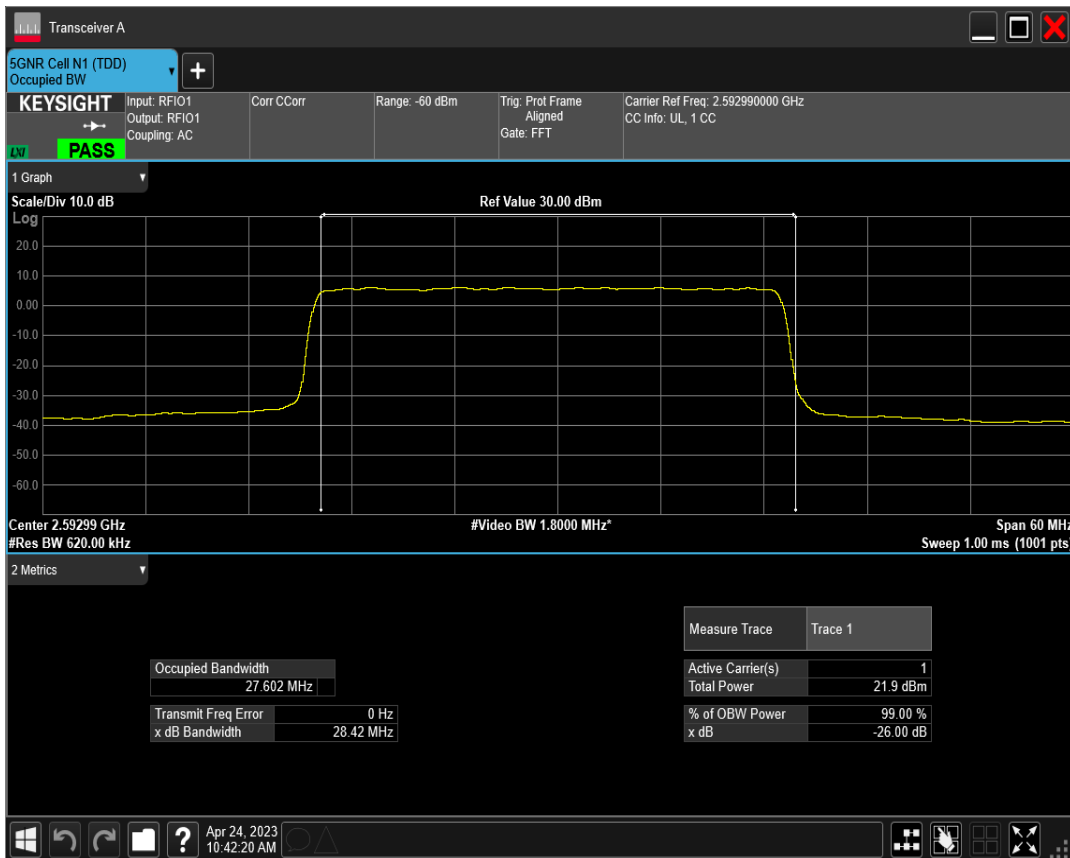 Transceiver A
5GNR Cell N1 (TDD)
Occupied BW
+
KEYSIGHT
LXI
PASS
Input: RFIO1
Output: RFIO1
Coupling: AC
Corr CCorr
Range: -60 dBm
Trig: Prot Frame
Aligned
Gate: FFT
Carrier Ref Freq: 2.592990000 GHz
CC Info: UL, 1 CC
1 Graph
Scale/Div 10.0 dB
Ref Value 30.00 dBm
Log
20.0
10.0
0.00
-10.0
-20.0
-30.0
-40.0
-50.0
-60.0
Center 2.59299 GHz
#Video BW 1.8000 MHz*
Span 60 MHz
#Res BW 620.00 kHz
Sweep 1.00 ms (1001 pts)
2 Metrics
Measure Trace Trace 1
Occupied Bandwidth
27.602 MHz
Active Carrier(s) 1
Total Power 21.9 dBm
Transmit Freq Error 0 Hz
x dB Bandwidth 28.42 MHz
% of OBW Power 99.00 %
x dB -26.00 dB
?
Apr 24, 2023
10:42:20 AM